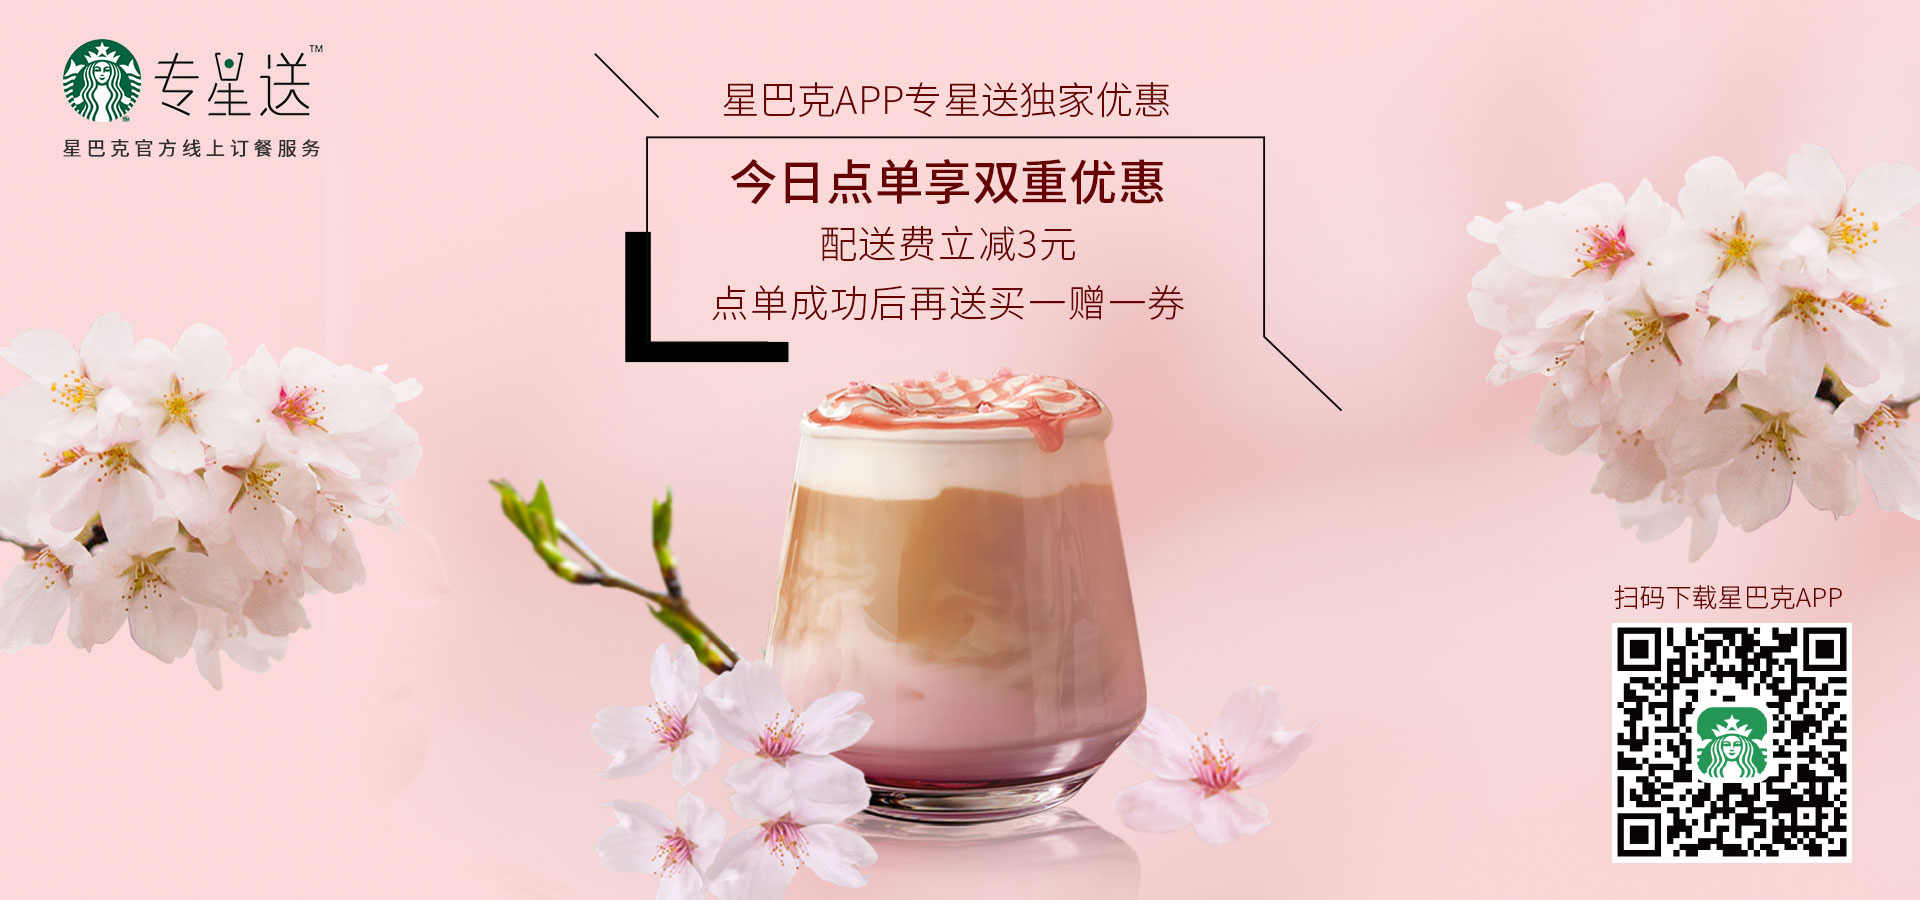 专星送™
星巴克官方线上订餐服务
星巴克APP专星送独家优惠
今日点单享双重优惠
配送费立减3元
点单成功后再送买一赠一券
扫码下载星巴克APP